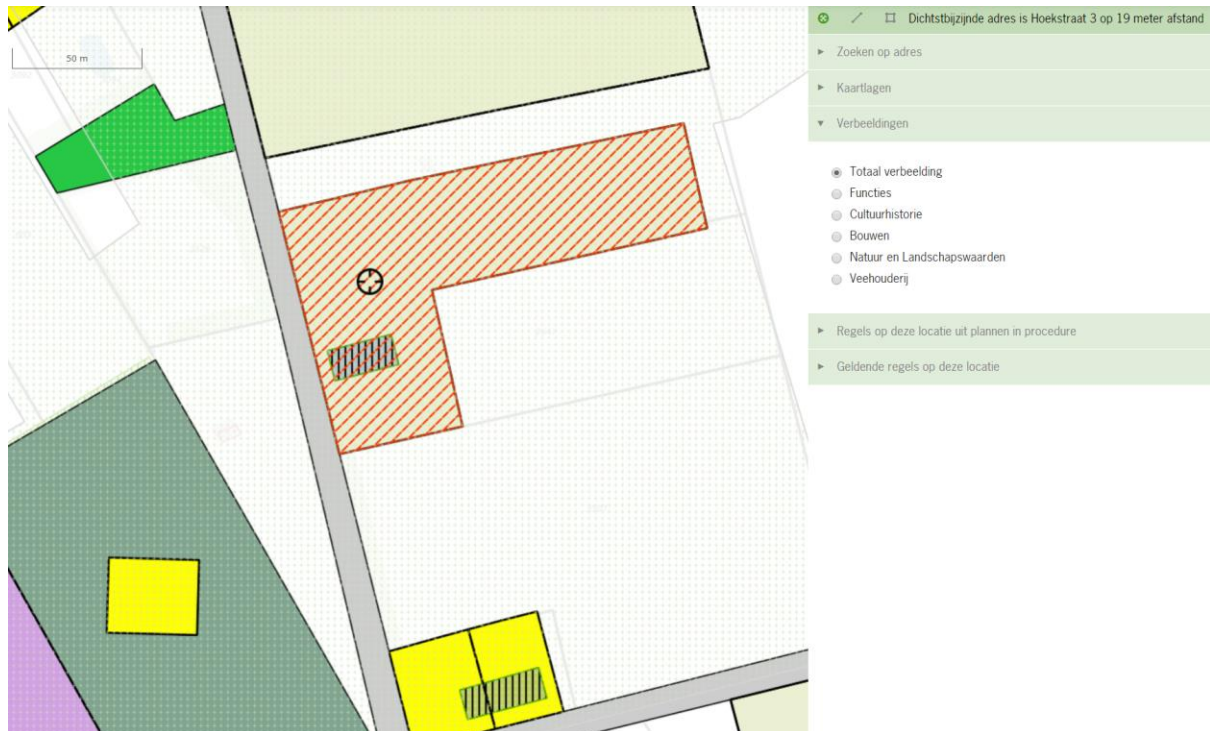 50 m
Dichtstbijzijnde adres is Hoekstraat 3 op 19 meter afstand
Zoeken op adres
Kaartlagen
Verbeeldingen
Totaal verbeelding
Functies
Cultuurhistorie
Bouwen
Natuur en Landschapswaarden
Veehouderij
Regels op deze locatie uit plannen in procedure
Geldende regels op deze locatie